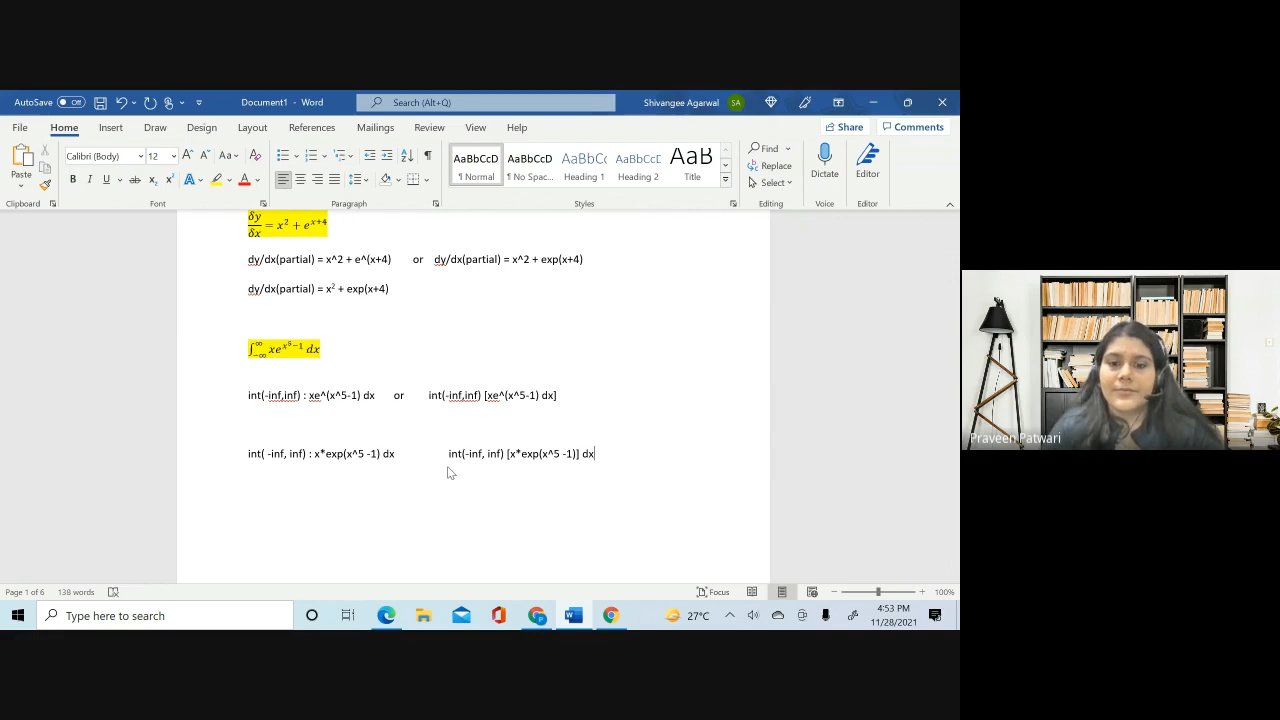 AutoSave Off Document1 - Word Search (Alt+Q) Shivangee Agarwal SA
File Home Insert Draw Design Layout References Mailings Review View Help Share Comments
Paste Calibri (Body) 12 A A Aa A AaBbCcD AaBbCcD AaBbCc AaBbCcD AaB Find Replace Select Dictate Editor
B I U ab x₂ x² A A ¶ Normal ¶ No Spac... Heading 1 Heading 2 Title
Clipboard Font Paragraph Styles Editing Voice Editor
δy/δx = x² + e^(x+4)
dy/dx(partial) = x^2 + e^(x+4) or dy/dx(partial) = x^2 + exp(x+4)
dy/dx(partial) = x² + exp(x+4)
∫_{-∞}^{∞} xe^{x^5−1} dx
int(-inf,inf) : xe^(x^5-1) dx or int(-inf,inf) [xe^(x^5-1) dx]
int( -inf, inf) : x*exp(x^5 -1) dx int(-inf, inf) [x*exp(x^5 -1)] dx
Praveen Patwari
Page 1 of 6 138 words Focus 100%
Type here to search 27°C 4:53 PM
11/28/2021